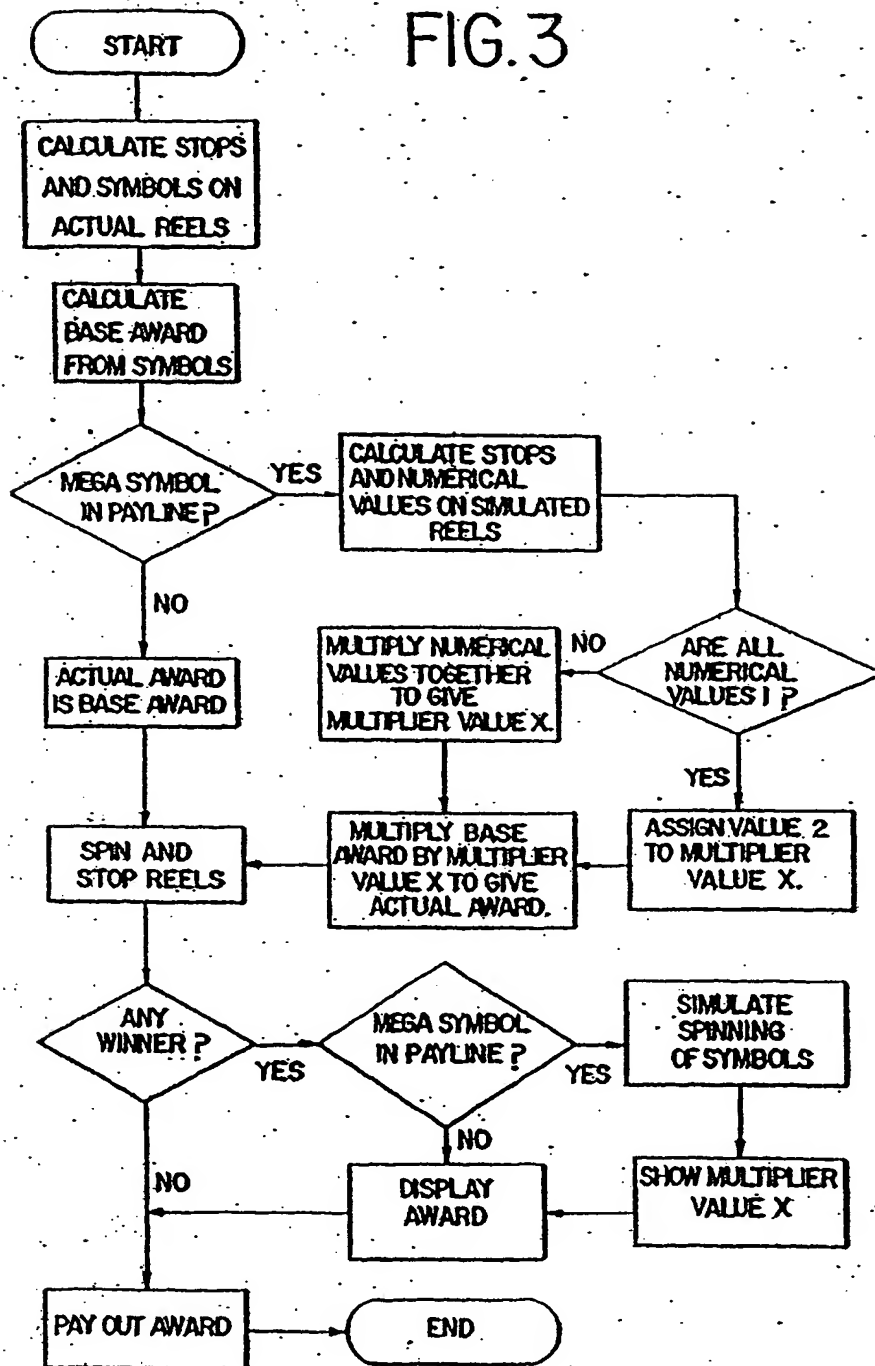 FIG.3
START
CALCULATE STOPS
AND SYMBOLS ON
ACTUAL REELS
CALCULATE
BASE AWARD
FROM SYMBOLS
MEGA SYMBOL
IN PAYLINE?
YES
CALCULATE STOPS
AND NUMERICAL
VALUES ON SIMULATED
REELS
NO
ARE ALL
NUMERICAL
VALUES 1?
NO
MULTIPLY NUMERICAL
VALUES TOGETHER
TO GIVE
MULTIPLIER VALUE X.
YES
ACTUAL AWARD
IS BASE AWARD
ASSIGN VALUE 2
TO MULTIPLIER
VALUE X.
MULTIPLY BASE
AWARD BY MULTIPLIER
VALUE X TO GIVE
ACTUAL AWARD.
SPIN AND
STOP REELS
ANY
WINNER?
YES
MEGA SYMBOL
IN PAYLINE?
YES
SIMULATE
SPINNING
OF SYMBOLS
NO
NO
SHOW MULTIPLIER
VALUE X
DISPLAY
AWARD
PAY OUT AWARD
END